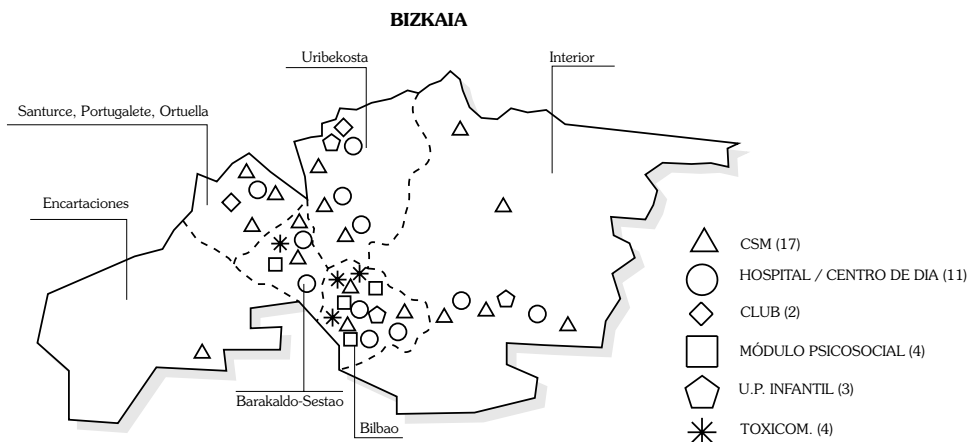 BIZKAIA
Uribekosta
Interior
Santurce, Portugalete, Ortuella
Encartaciones
CSM (17)
HOSPITAL / CENTRO DE DIA (11)
CLUB (2)
MÓDULO PSICOSOCIAL (4)
U.P. INFANTIL (3)
TOXICOM. (4)
Barakaldo-Sestao
Bilbao